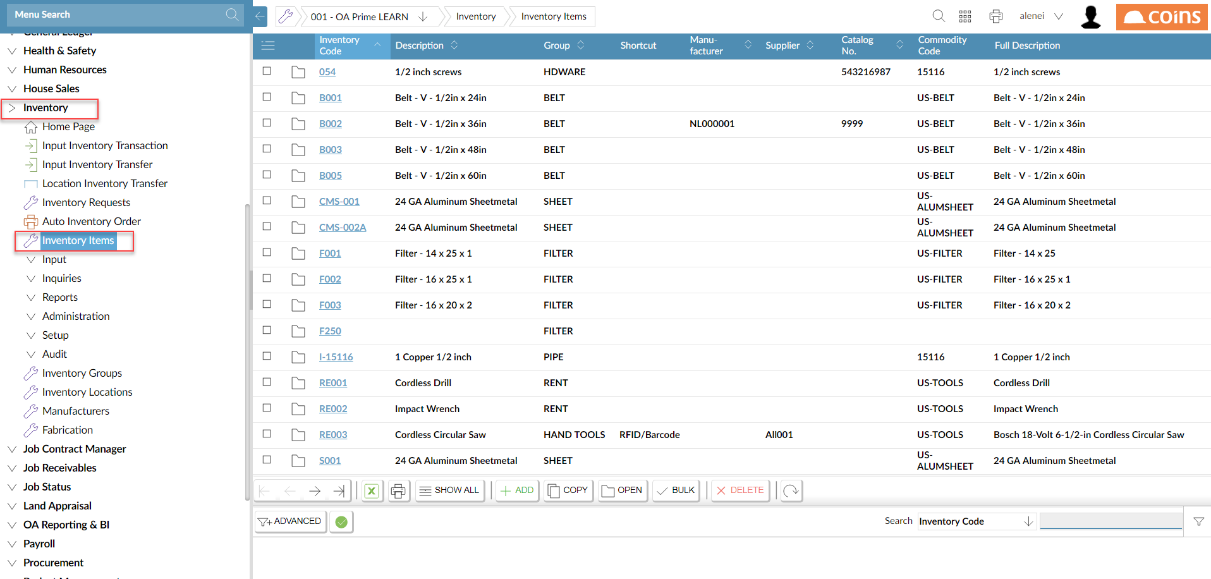 Menu Search
General Ledger
Health & Safety
Human Resources
House Sales
Inventory
Home Page
Input Inventory Transaction
Input Inventory Transfer
Location Inventory Transfer
Inventory Requests
Auto Inventory Order
Inventory Items
Input
Inquiries
Reports
Administration
Setup
Audit
Inventory Groups
Inventory Locations
Manufacturers
Fabrication
Job Contract Manager
Job Receivables
Job Status
Land Appraisal
OA Reporting & BI
Payroll
Procurement
001 - OA Prime LEARN Inventory Inventory Items alenei coins
Inventory Code Description Group Shortcut Manu-facturer Supplier Catalog No. Commodity Code Full Description
054 1/2 inch screws HDWARE 543216987 15116 1/2 inch screws
B001 Belt - V - 1/2in x 24in BELT US-BELT Belt - V - 1/2in x 24in
B002 Belt - V - 1/2in x 36in BELT NL000001 9999 US-BELT Belt - V - 1/2in x 36in
B003 Belt - V - 1/2in x 48in BELT US-BELT Belt - V - 1/2in x 48in
B005 Belt - V - 1/2in x 60in BELT US-BELT Belt - V - 1/2in x 60in
CMS-001 24 GA Aluminum Sheetmetal SHEET US-ALUMSHEET 24 GA Aluminum Sheetmetal
CMS-002A 24 GA Aluminum Sheetmetal SHEET US-ALUMSHEET 24 GA Aluminum Sheetmetal
F001 Filter - 14 x 25 x 1 FILTER US-FILTER Filter - 14 x 25
F002 Filter - 16 x 25 x 1 FILTER US-FILTER Filter - 16 x 25 x 1
F003 Filter - 16 x 20 x 2 FILTER US-FILTER Filter - 16 x 20 x 2
F250 FILTER
I-15116 1 Copper 1/2 inch PIPE 15116 1 Copper 1/2 inch
RE001 Cordless Drill RENT US-TOOLS Cordless Drill
RE002 Impact Wrench RENT US-TOOLS Impact Wrench
RE003 Cordless Circular Saw HAND TOOLS RFID/Barcode All001 US-TOOLS Bosch 18-Volt 6-1/2-in Cordless Circular Saw
S001 24 GA Aluminum Sheetmetal SHEET US-ALUMSHEET 24 GA Aluminum Sheetmetal
SHOW ALL ADD COPY OPEN BULK DELETE
ADVANCED Search Inventory Code